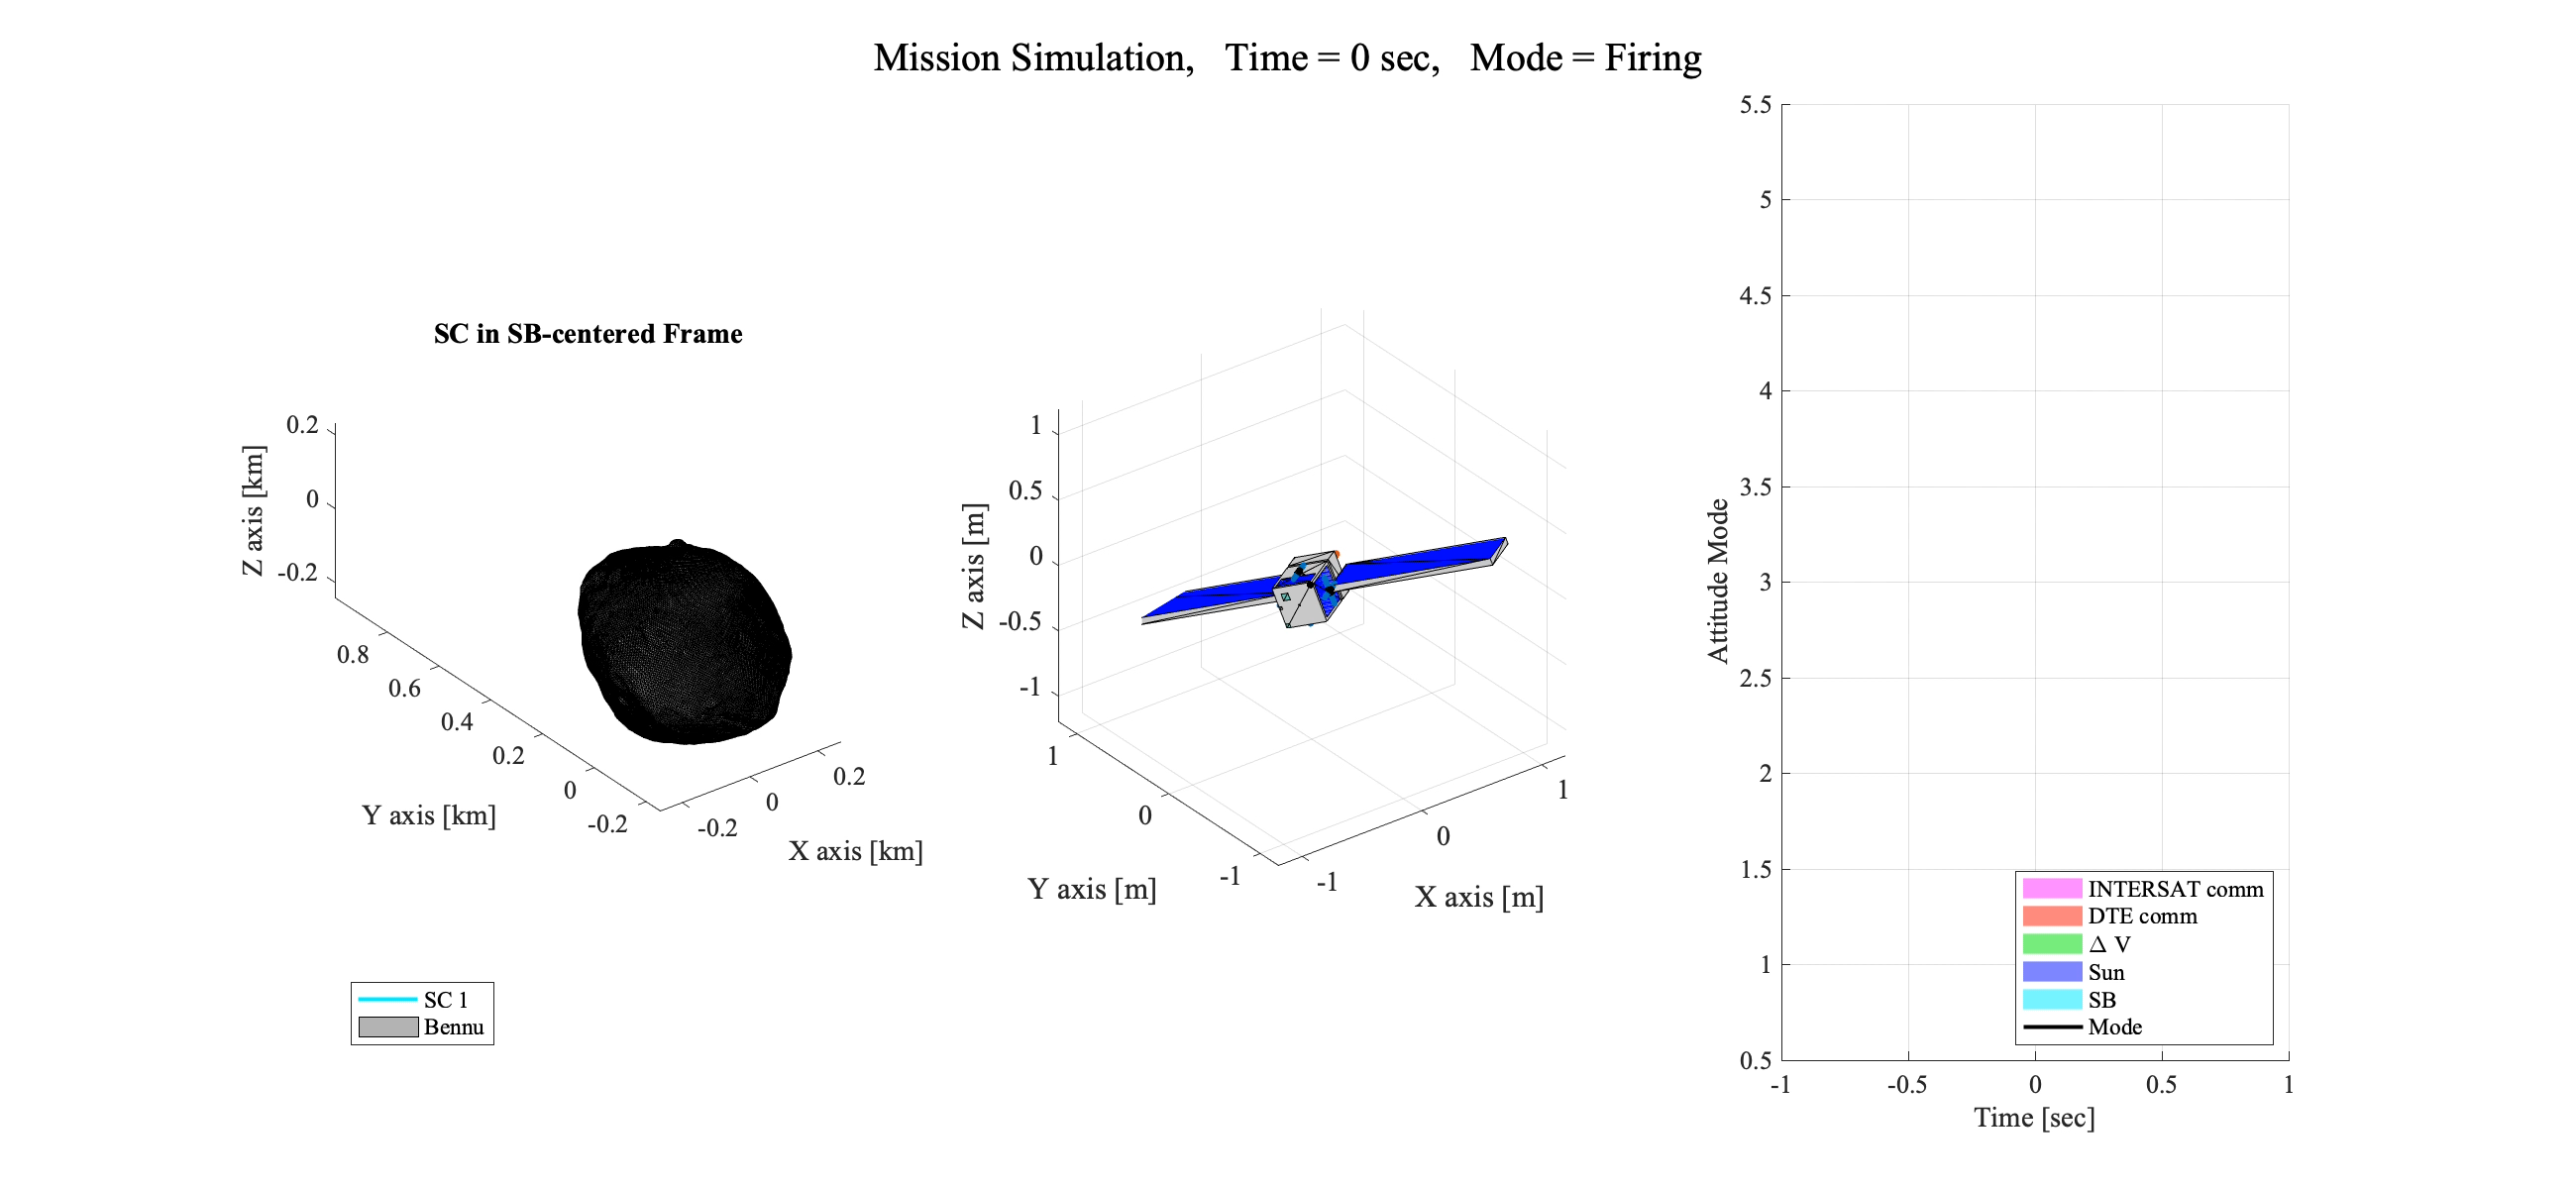 Mission Simulation,   Time = 0 sec,   Mode = Firing
SC in SB-centered Frame
0.2
0
-0.2
Z axis [km]
0.8
0.6
0.4
0.2
0
-0.2
Y axis [km]
-0.2
0
0.2
X axis [km]
SC 1
Bennu
1
0.5
0
-0.5
-1
Z axis [m]
1
0
-1
Y axis [m]
-1
0
1
X axis [m]
5.5
5
4.5
4
3.5
3
2.5
2
1.5
1
0.5
Attitude Mode
-1
-0.5
0
0.5
1
Time [sec]
INTERSAT comm
DTE comm
Δ V
Sun
SB
Mode